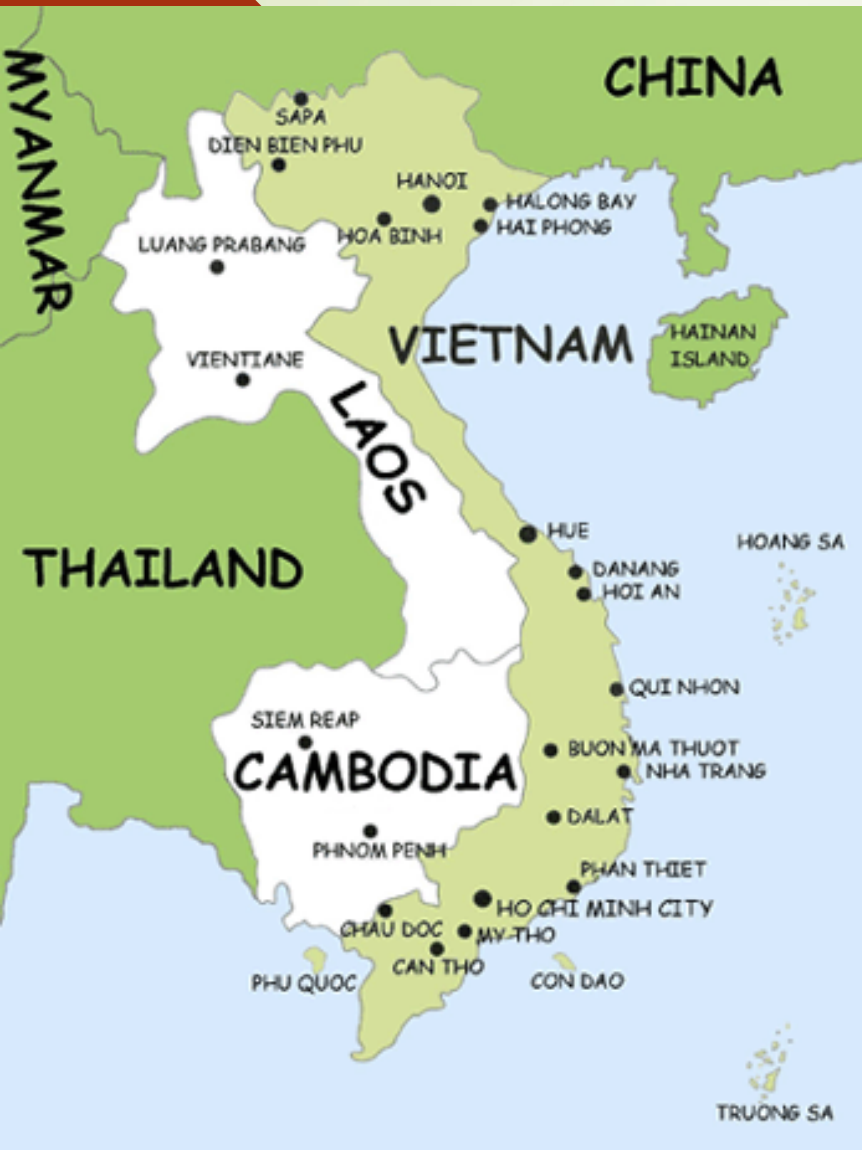 CHINA
MYANMAR
SAPA
DIEN BIEN PHU
HANOI
HALONG BAY
HAI PHONG
HOA BINH
LUANG PRABANG
VIETNAM
HAINAN
ISLAND
VIENTIANE
LAOS
HUE
HOANG SA
THAILAND
DANANG
HOI AN
QUI NHON
SIEM REAP
BUON MA THUOT
CAMBODIA
NHA TRANG
DALAT
PHNOM PENH
PHAN THIET
HO CHI MINH CITY
CHAU DOC
MY THO
CAN THO
PHU QUOC
CON DAO
TRUONG SA